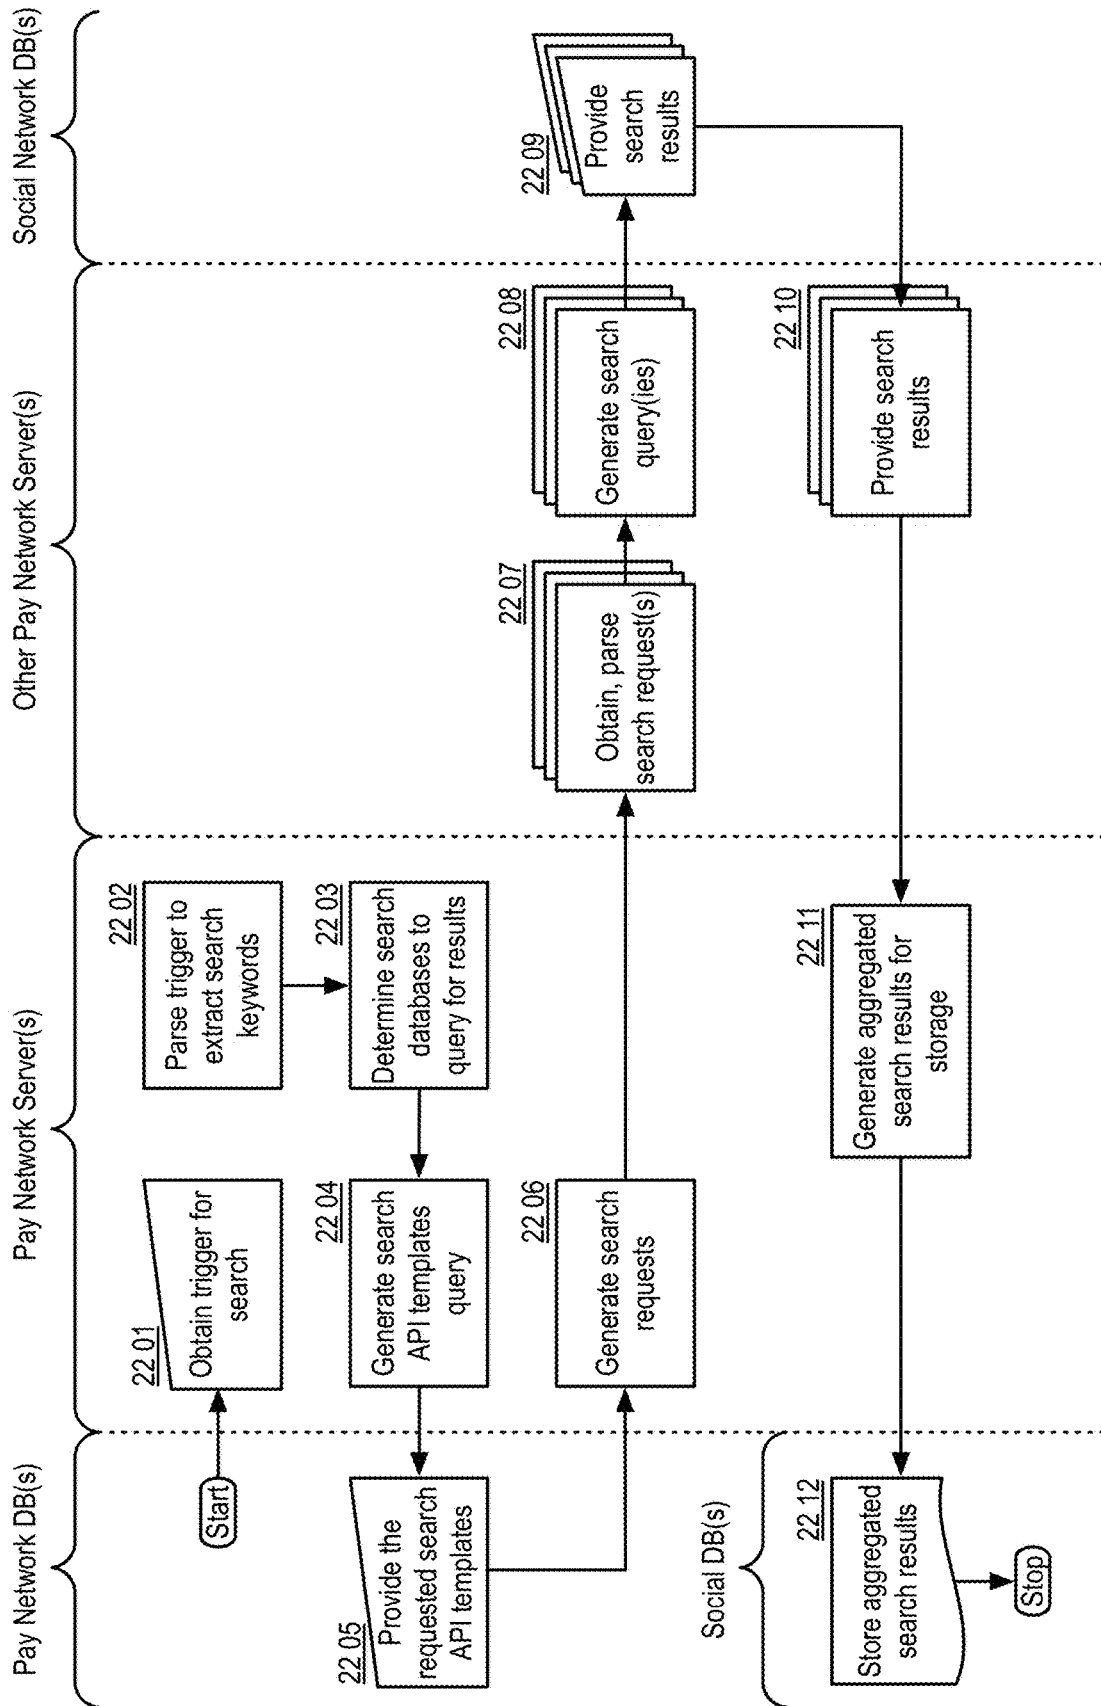 Pay Network DB(s)
Pay Network Server(s)
Other Pay Network Server(s)
Social Network DB(s)
Start
22 01
Obtain trigger for
search
22 02
Parse trigger to
extract search
keywords
22 03
Determine search
databases to
query for results
22 04
Generate search
API templates
query
22 05
Provide the
requested search
API templates
22 06
Generate search
requests
22 07
Obtain, parse
search request(s)
22 08
Generate search
query(ies)
22 09
Provide
search
results
22 10
Provide search
results
22 11
Generate aggregated
search results for
storage
Social DB(s)
22 12
Store aggregated
search results
Stop